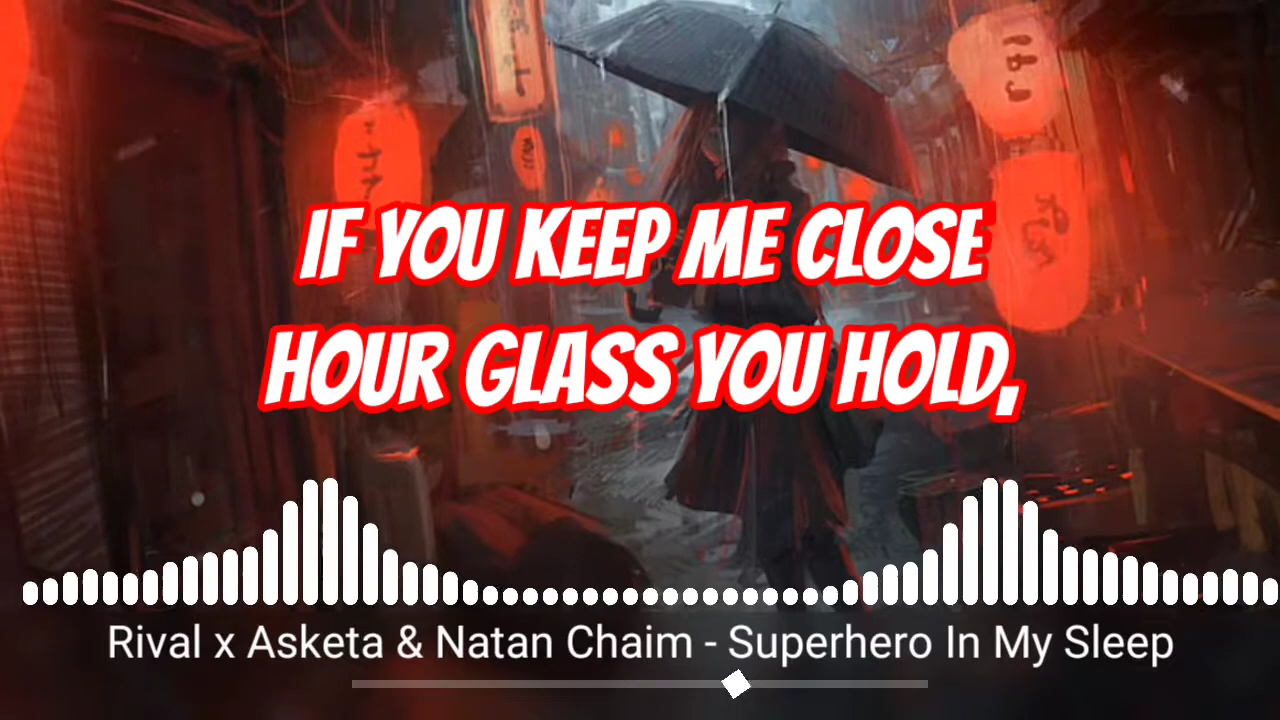 IF YOU KEEP ME CLOSE
HOUR GLASS YOU HOLD,
Rival x Asketa & Natan Chaim - Superhero In My Sleep